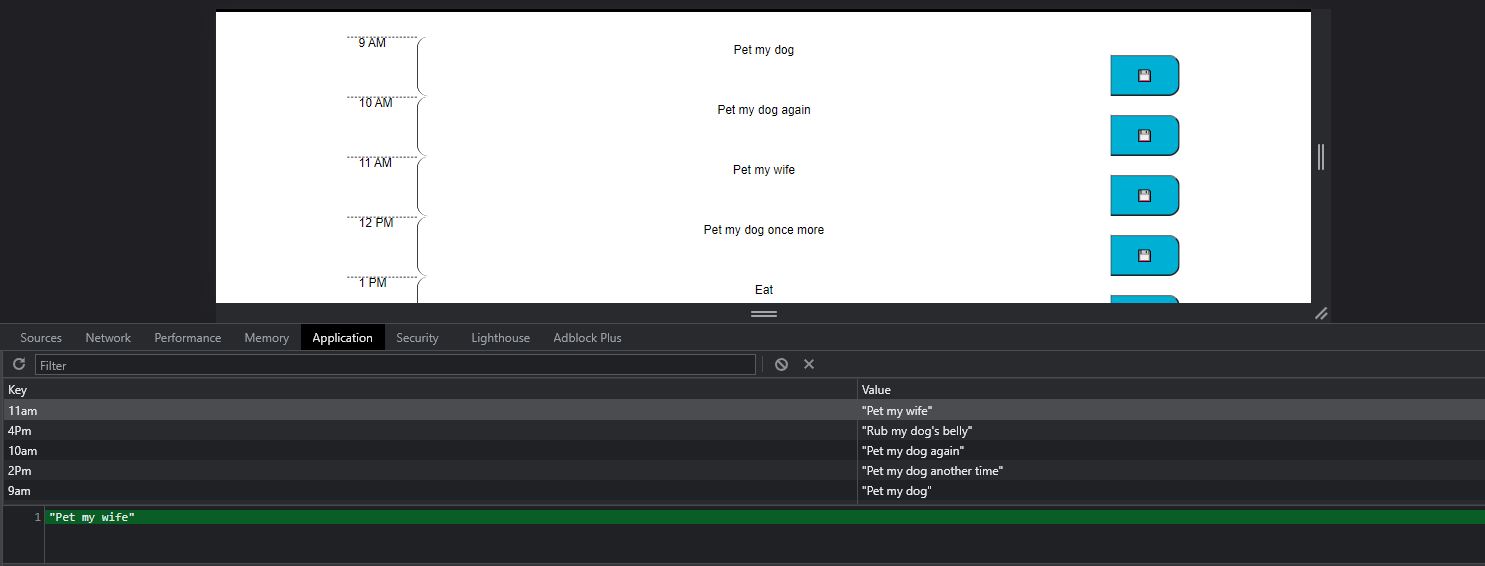 9 AM Pet my dog
10 AM Pet my dog again
11 AM Pet my wife
12 PM Pet my dog once more
1 PM Eat
Sources Network Performance Memory Application Security Lighthouse Adblock Plus
Filter
Key Value
11am "Pet my wife"
4Pm "Rub my dog's belly"
10am "Pet my dog again"
2Pm "Pet my dog another time"
9am "Pet my dog"
1 "Pet my wife"